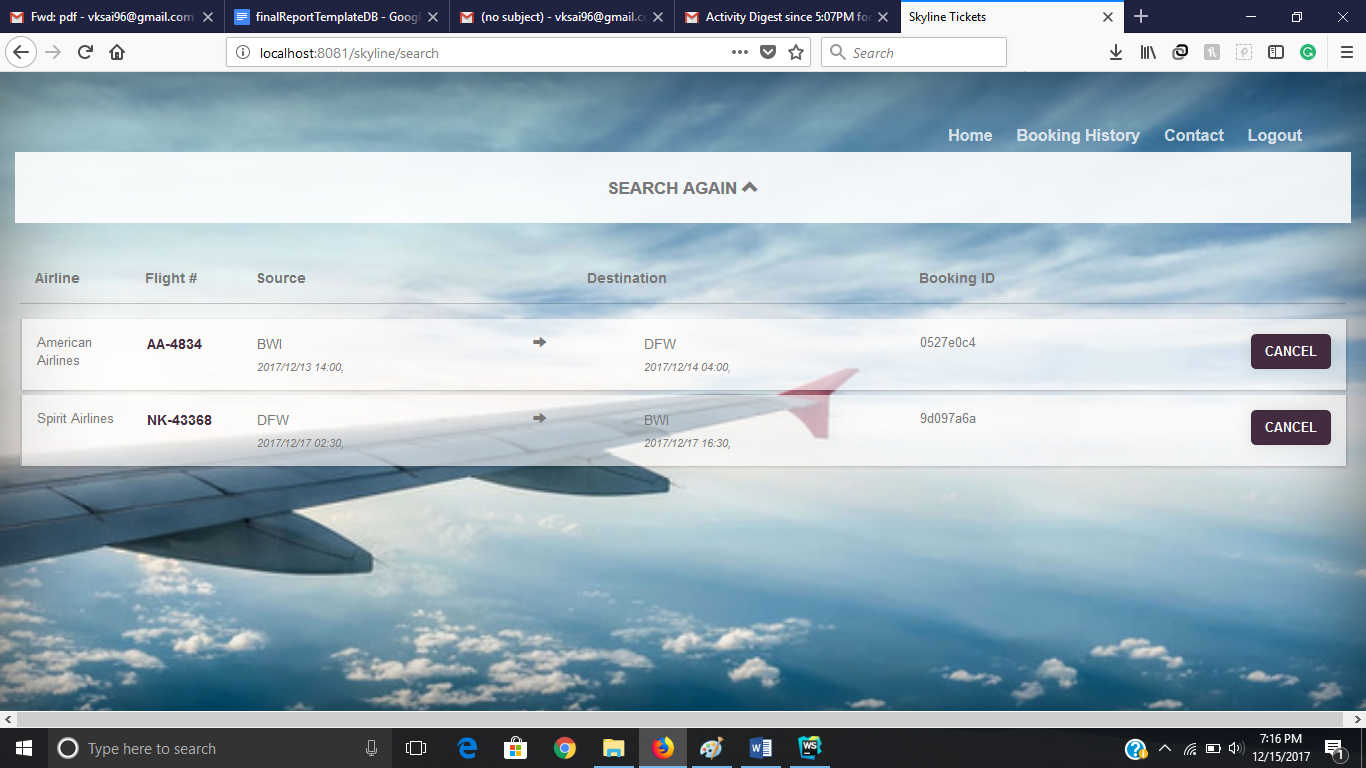 Fwd: pdf - vksai96@gmail.com
finalReportTemplateDB - Goog
(no subject) - vksai96@gmail.c
Activity Digest since 5:07PM fo
Skyline Tickets
localhost:8081/skyline/search
Search
Home Booking History Contact Logout
SEARCH AGAIN
Airline Flight # Source Destination Booking ID
American Airlines AA-4834 BWI DFW 0527e0c4 CANCEL
2017/12/13 14:00, 2017/12/14 04:00,
Spirit Airlines NK-43368 DFW BWI 9d097a6a CANCEL
2017/12/17 02:30, 2017/12/17 16:30,
Type here to search
7:16 PM
12/15/2017
1